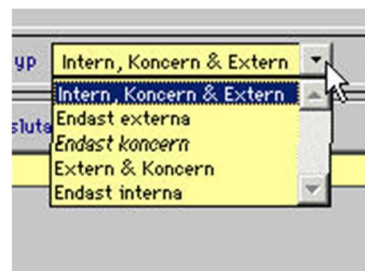 yp Intern, Koncern & Extern
Intern, Koncern & Extern
sluta Endast externa
Endast koncern
Extern & Koncern
Endast interna